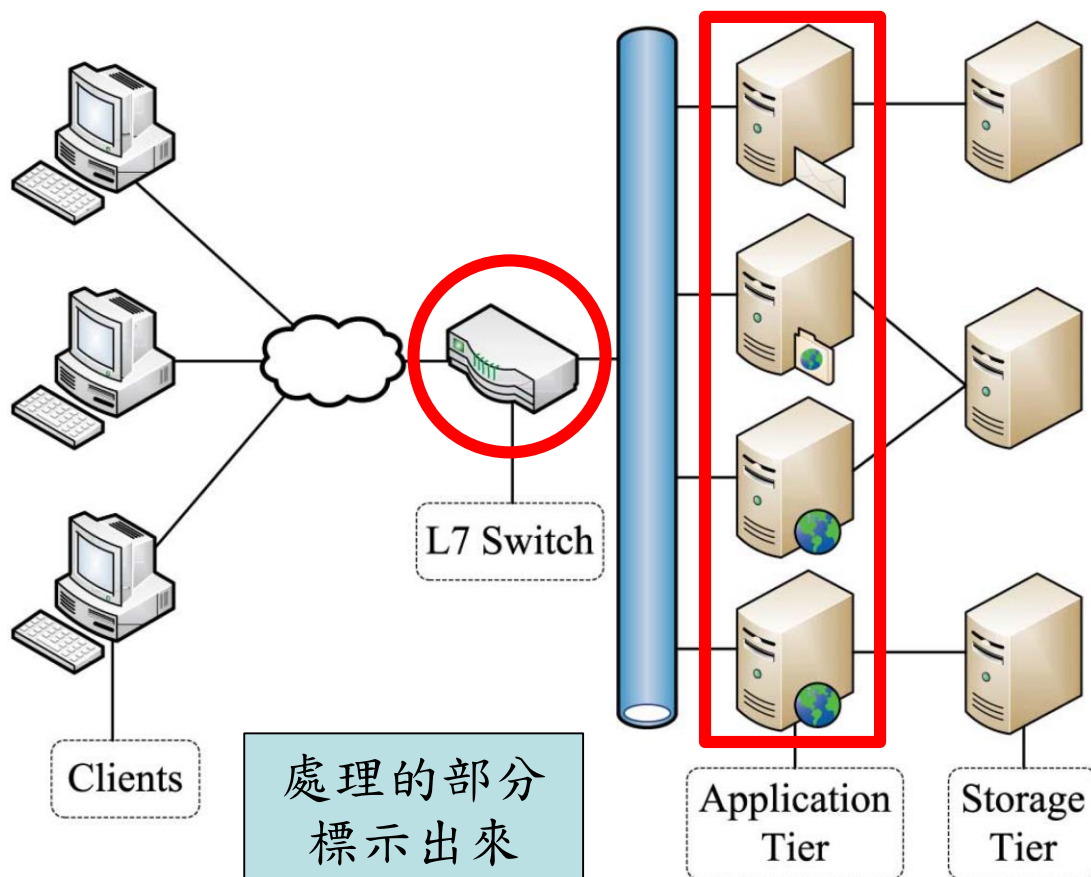 L7 Switch
Clients
處理的部分
標示出來
Application
Tier
Storage
Tier